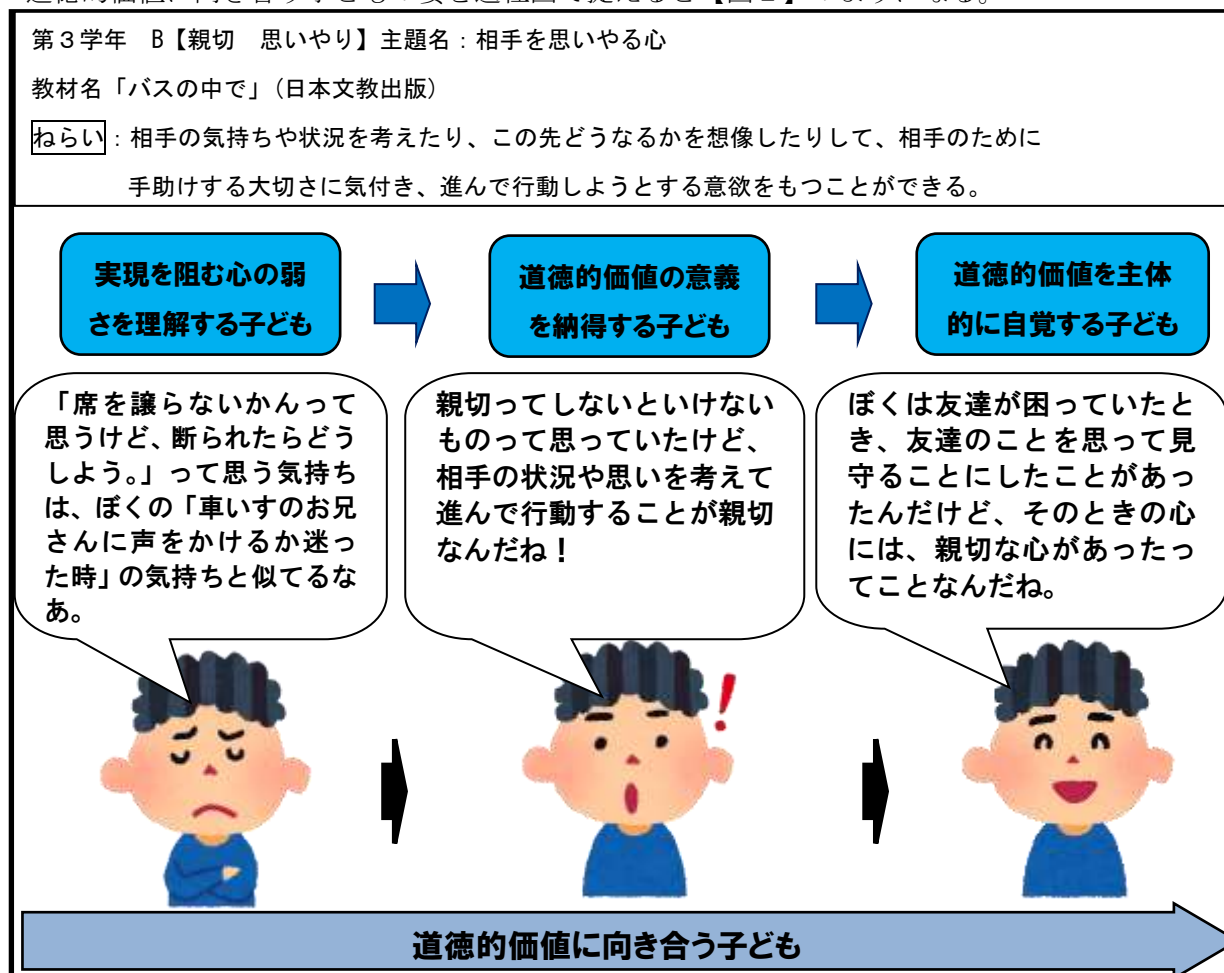 第３学年　B【親切　思いやり】主題名：相手を思いやる心
教材名「バスの中で」（日本文教出版）
ねらい：相手の気持ちや状況を考えたり、この先どうなるかを想像したりして、相手のために
手助けする大切さに気付き、進んで行動しようとする意欲をもつことができる。
実現を阻む心の弱
さを理解する子ども
道徳的価値の意義
を納得する子ども
道徳的価値を主体
的に自覚する子ども
「席を譲らないかんって
思うけど、断られたらどう
しよう。」って思う気持ち
は、ぼくの「車いすのお兄
さんに声をかけるか迷っ
た時」の気持ちと似てるな
あ。
親切ってしないといけない
ものって思っていたけど、
相手の状況や思いを考えて
進んで行動することが親切
なんだね！
ぼくは友達が困っていたと
き、友達のことを思って見
守ることにしたことがあっ
たんだけど、そのときの心
には、親切な心があったっ
てことなんだね。
道徳的価値に向き合う子ども